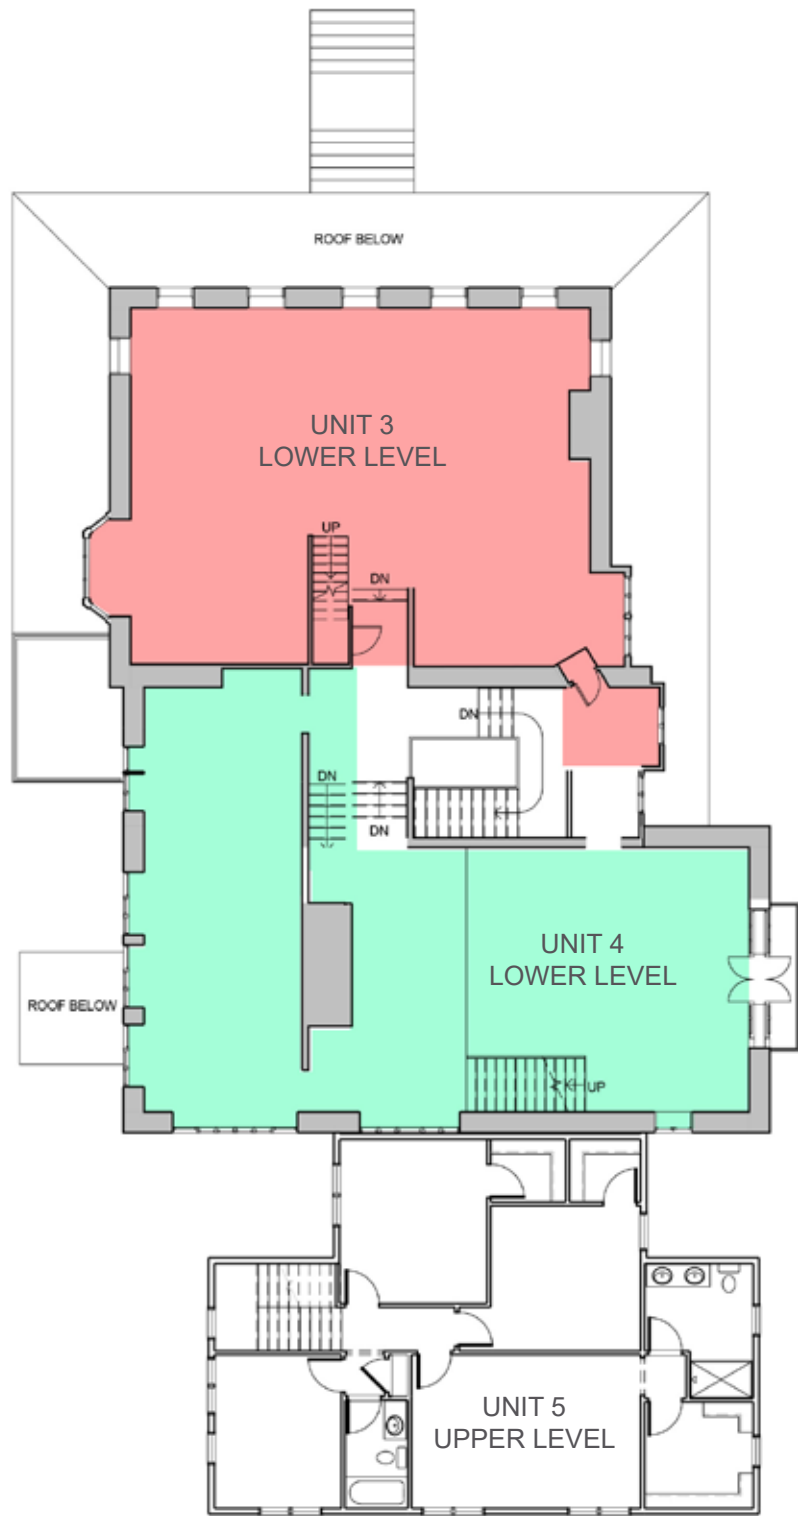 ROOF BELOW
UNIT 3
LOWER LEVEL
UP
DN
DN
DN
DN
UNIT 4
LOWER LEVEL
ROOF BELOW
UP
UNIT 5
UPPER LEVEL